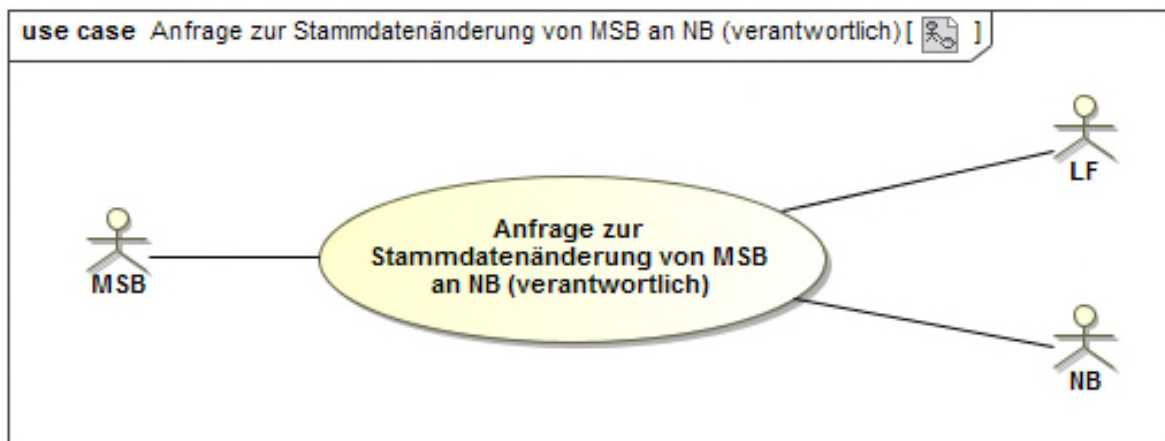 use case Anfrage zur Stammdatenänderung von MSB an NB (verantwortlich) [ ]
LF
Anfrage zur
Stammdatenänderung von MSB
an NB (verantwortlich)
MSB
NB